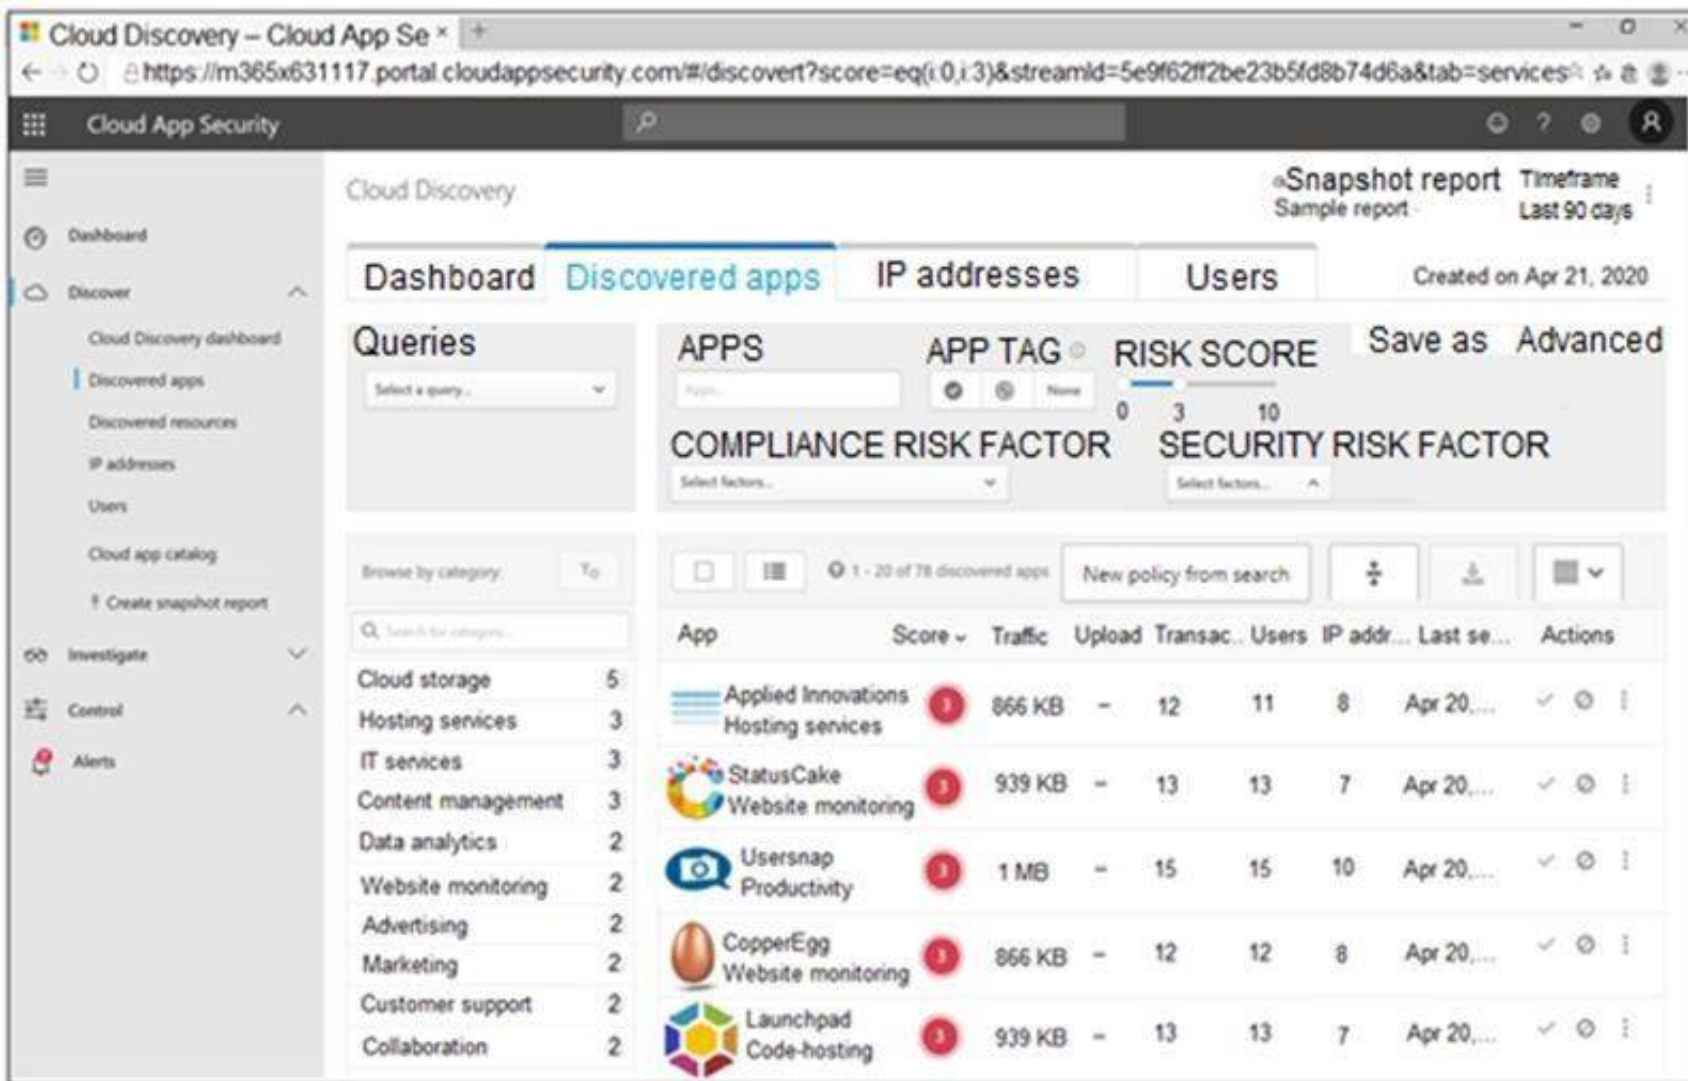 Cloud Discovery – Cloud App Se × +
https://m365x631117.portal.cloudappsecurity.com/#/discovert?score=eq(i:0,i:3)&streamId=5e9f62ff2be23b5fd8b74d6a&tab=services
Cloud App Security
?
Dashboard
Discover
Cloud Discovery dashboard
Discovered apps
Discovered resources
IP addresses
Users
Cloud app catalog
Create snapshot report
Investigate
Control
Alerts
Cloud Discovery
Snapshot report
Sample report
Timeframe
Last 90 days
Dashboard Discovered apps IP addresses Users
Created on Apr 21, 2020
Queries
Select a query...
APPS
Apps...
APP TAG
None
RISK SCORE
0 3 10
Save as Advanced
COMPLIANCE RISK FACTOR
Select factors...
SECURITY RISK FACTOR
Select factors...
Browse by category:
Search for category...
Cloud storage 5
Hosting services 3
IT services 3
Content management 3
Data analytics 2
Website monitoring 2
Advertising 2
Marketing 2
Customer support 2
Collaboration 2
1 - 20 of 78 discovered apps
New policy from search
App Score Traffic Upload Transac.. Users IP addr... Last se... Actions
Applied Innovations
Hosting services
3 866 KB – 12 11 8 Apr 20,...
StatusCake
Website monitoring
3 939 KB – 13 13 7 Apr 20,...
Usersnap
Productivity
3 1 MB – 15 15 10 Apr 20,...
CopperEgg
Website monitoring
3 866 KB – 12 12 8 Apr 20,...
Launchpad
Code-hosting
3 939 KB – 13 13 7 Apr 20,...